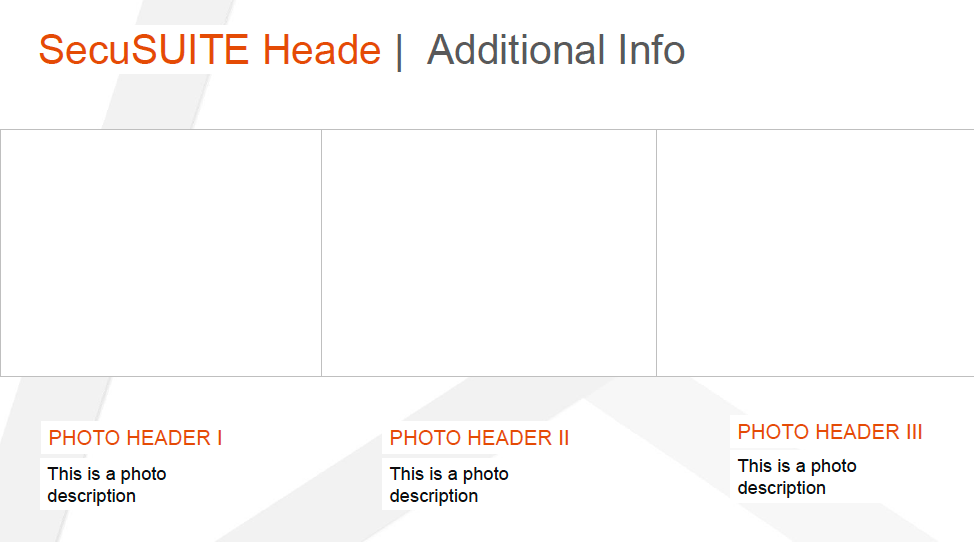 SecuSUITE Heade | Additional Info
PHOTO HEADER I
This is a photo
description
PHOTO HEADER II
This is a photo
description
PHOTO HEADER III
This is a photo
description